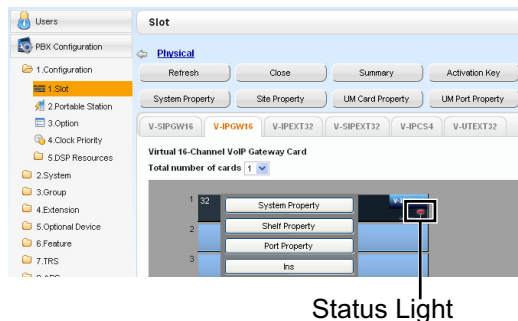 Users
Slot
PBX Configuration
Physical
1.Configuration
Refresh
Close
Summary
Activation Key
1.Slot
2.Portable Station
System Property
Site Property
UM Card Property
UM Port Property
3.Option
V-SIPGW16
V-IPGW16
V-IPEXT32
V-SIPEXT32
V-IPCS4
V-UTEXT32
4.Clock Priority
Virtual 16-Channel VoIP Gateway Card
5.DSP Resources
Total number of cards 1
2.System
3.Group
1 32 System Property
4.Extension
2 Shelf Property
5.Optional Device
Port Property
6.Feature
3 Ins
7.TRS
Status Light